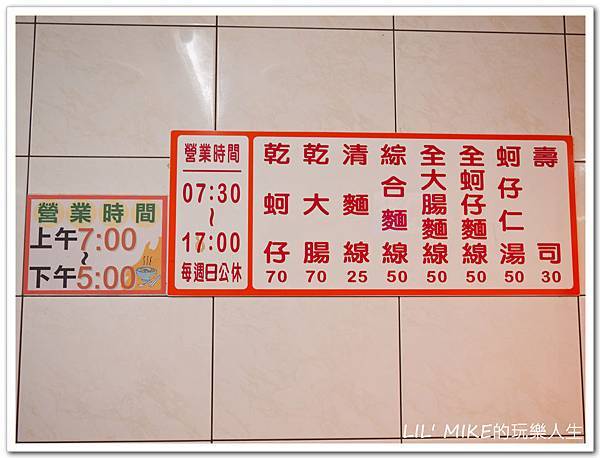 營業時間
上午7:00
~
下午5:00
營業時間
07:30
~
17:00
每週日公休
乾蚵仔 70
乾大腸 70
清麵線 25
綜合麵線 50
全大腸麵線 50
全蚵仔麵線 50
蚵仔仁湯 50
壽司 30
LIL' MIKE的玩樂人生